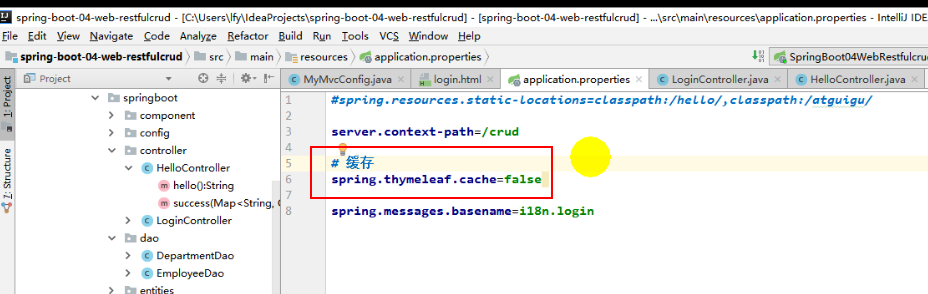 spring-boot-04-web-restfulcrud - [C:\Users\lfy\IdeaProjects\spring-boot-04-web-restfulcrud] - [spring-boot-04-web-restfulcrud] - ...\src\main\resources\application.properties - IntelliJ IDEA
File Edit View Navigate Code Analyze Refactor Build Run Tools VCS Window Help
spring-boot-04-web-restfulcrud src main resources application.properties SpringBoot04WebRestfulcru
1: Project
Z: Structure
Project
springboot
component
config
controller
HelloController
hello():String
success(Map<String, O
LoginController
dao
DepartmentDao
EmployeeDao
entities
MyMvcConfig.java login.html application.properties LoginController.java HelloController.java
1 #spring.resources.static-locations=classpath:/hello/,classpath:/atguigu/
2
3 server.context-path=/crud
4
5 # 缓存
6 spring.thymeleaf.cache=false
7
8 spring.messages.basename=i18n.login